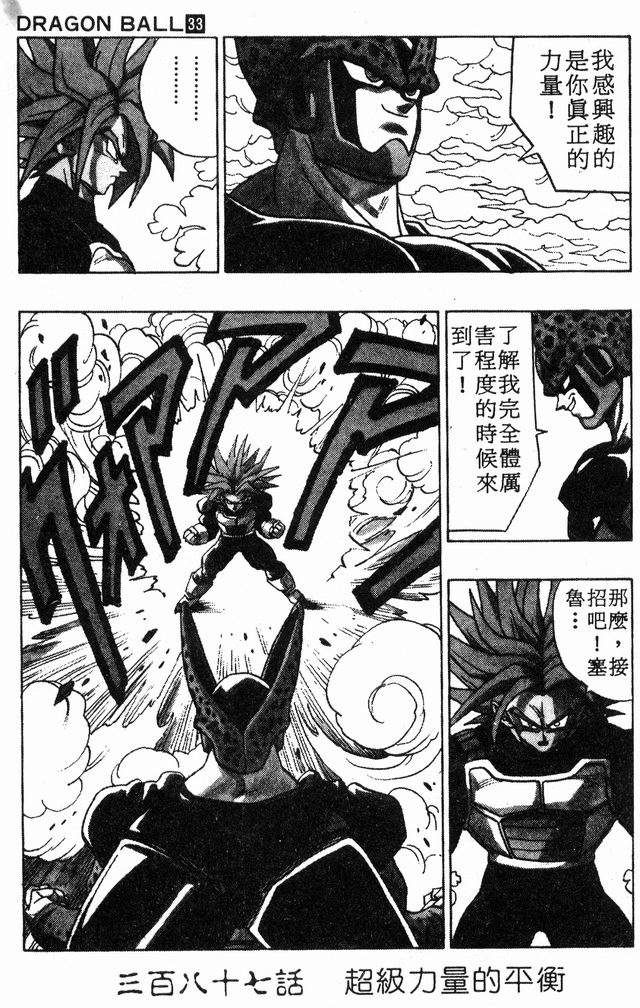 DRAGON BALL 33
我感興趣的
是你眞正的
力量！
…………
…………
了解我完全體厲
害程度的時候來
到了！
那麼，接
招吧！塞
魯…
三百八十七話　超級力量的平衡